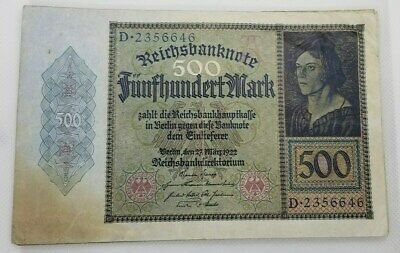 D·2356646
Reichsbanknote
500
Fünfhundert Mark
zahlt die Reichsbankhauptkasse
in Berlin gegen diese Banknote
dem Einlieferer
Berlin, den 27. März 1922
Reichsbankdirektorium
500
500
D·2356646